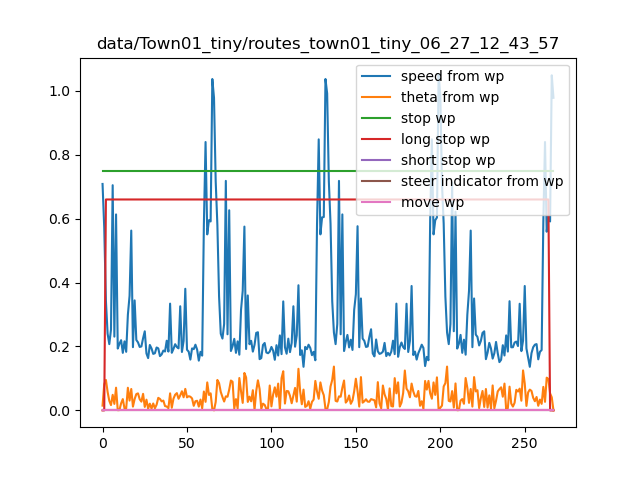 data/Town01_tiny/routes_town01_tiny_06_27_12_43_57
speed from wp
theta from wp
stop wp
long stop wp
short stop wp
steer indicator from wp
move wp
1.0
0.8
0.6
0.4
0.2
0.0
0 50 100 150 200 250